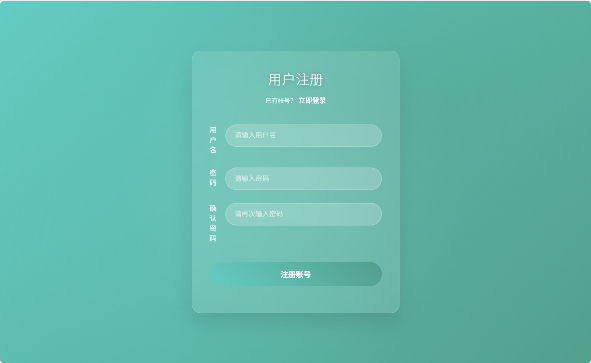 用户注册
已有帐号？ 立即登录
用户名
请输入用户名
密码
请输入密码
确认密码
请再次输入密码
注册账号